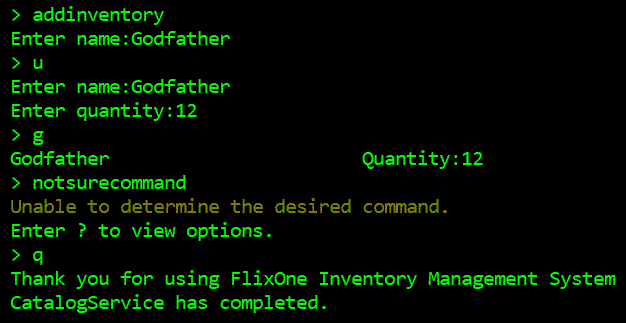 > addinventory
Enter name:Godfather
> u
Enter name:Godfather
Enter quantity:12
> g
Godfather Quantity:12
> notsurecommand
Unable to determine the desired command.
Enter ? to view options.
> q
Thank you for using FlixOne Inventory Management System
CatalogService has completed.